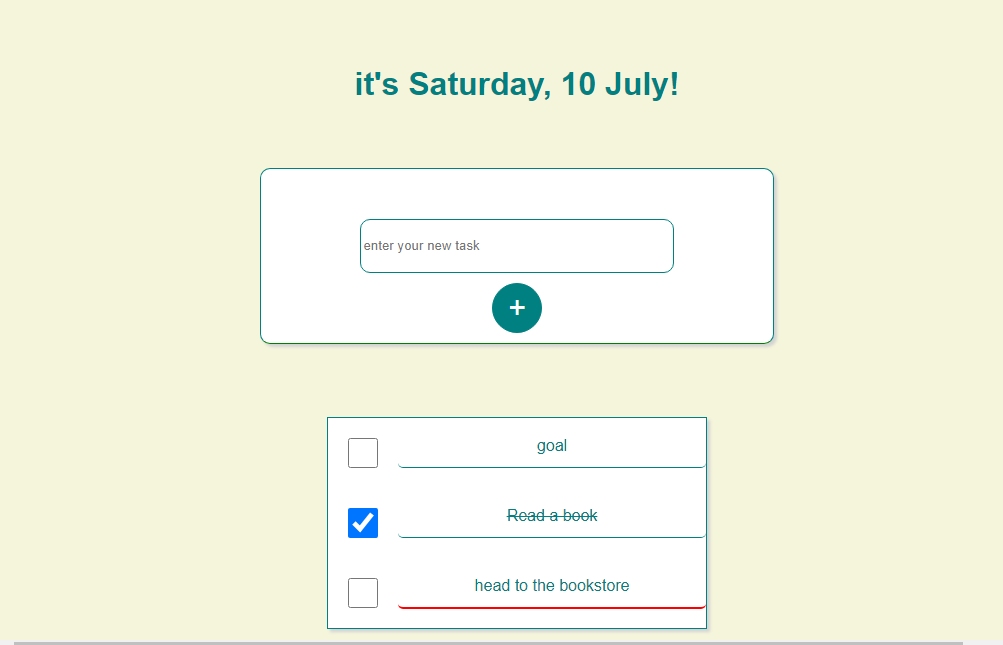 it's Saturday, 10 July!
enter your new task
+
goal
Read a book
head to the bookstore